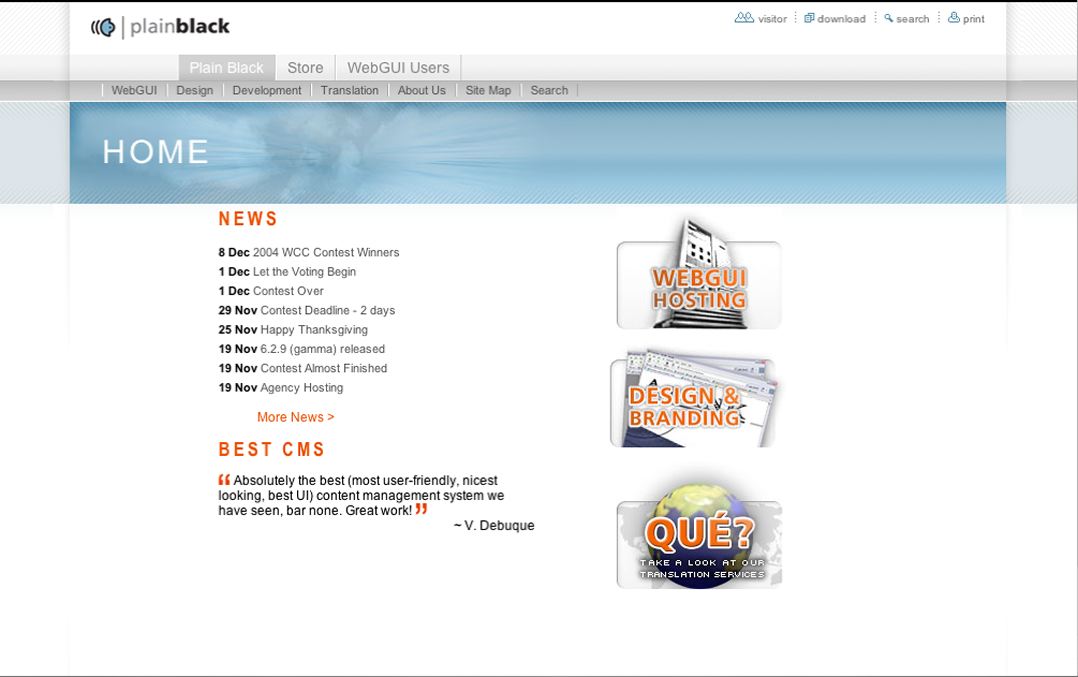 plainblack
visitor download search print
Plain Black Store WebGUI Users
WebGUI Design Development Translation About Us Site Map Search
HOME
NEWS
8 Dec 2004 WCC Contest Winners
1 Dec Let the Voting Begin
1 Dec Contest Over
29 Nov Contest Deadline - 2 days
25 Nov Happy Thanksgiving
19 Nov 6.2.9 (gamma) released
19 Nov Contest Almost Finished
19 Nov Agency Hosting
More News >
BEST CMS
“ Absolutely the best (most user-friendly, nicest
looking, best UI) content management system we
have seen, bar none. Great work! ”
~ V. Debuque
WEBGUI
HOSTING
DESIGN &
BRANDING
QUÉ?
TAKE A LOOK AT OUR
TRANSLATION SERVICES